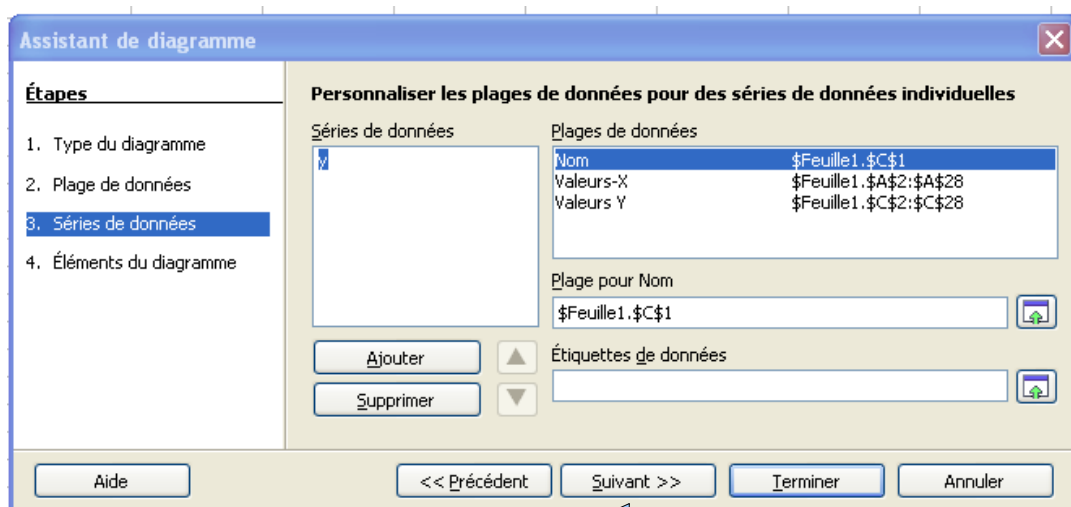 Assistant de diagramme
Étapes
1. Type du diagramme
2. Plage de données
3. Séries de données
4. Éléments du diagramme
Personnaliser les plages de données pour des séries de données individuelles
Séries de données
y
Ajouter
Supprimer
Plages de données
Nom $Feuille1.$C$1
Valeurs-X $Feuille1.$A$2:$A$28
Valeurs Y $Feuille1.$C$2:$C$28
Plage pour Nom
$Feuille1.$C$1
Étiquettes de données
Aide << Précédent Suivant >> Terminer Annuler